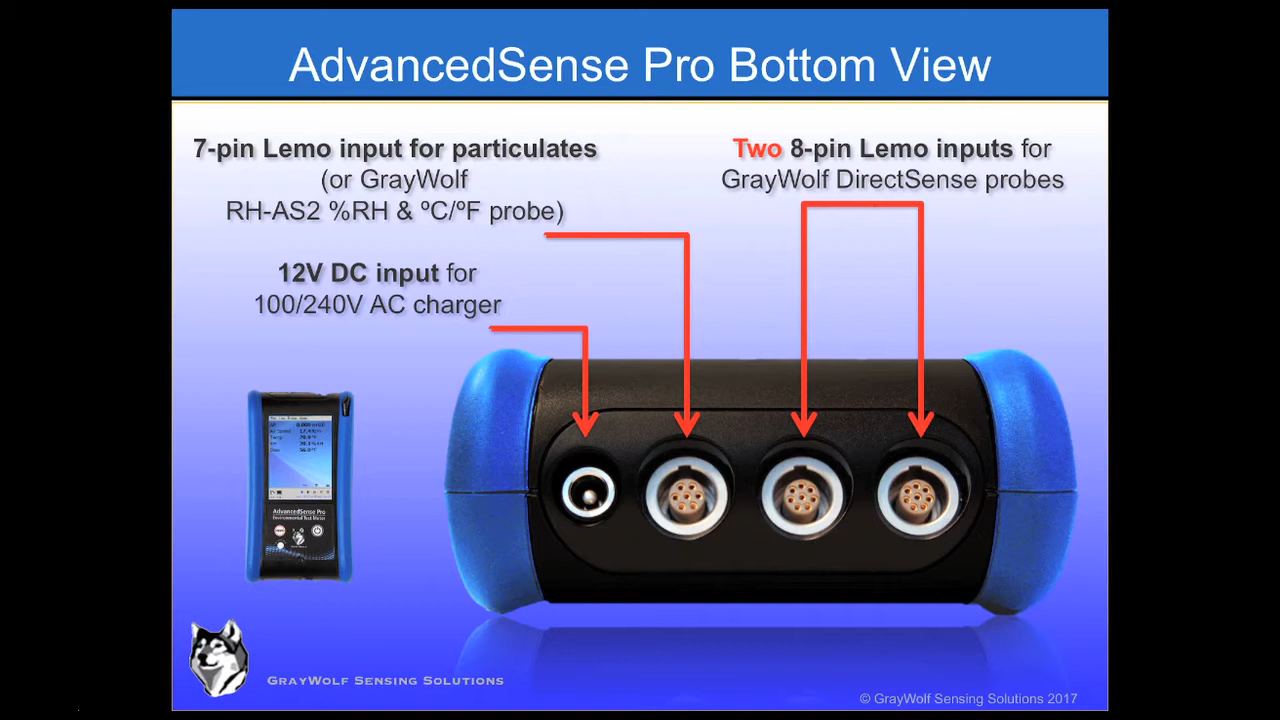 AdvancedSense Pro Bottom View
7-pin Lemo input for particulates
(or GrayWolf
RH-AS2 %RH & ºC/ºF probe)
Two 8-pin Lemo inputs for
GrayWolf DirectSense probes
12V DC input for
100/240V AC charger
AdvancedSense Pro
Environmental Test Meter
GrayWolf Sensing Solutions
© GrayWolf Sensing Solutions 2017